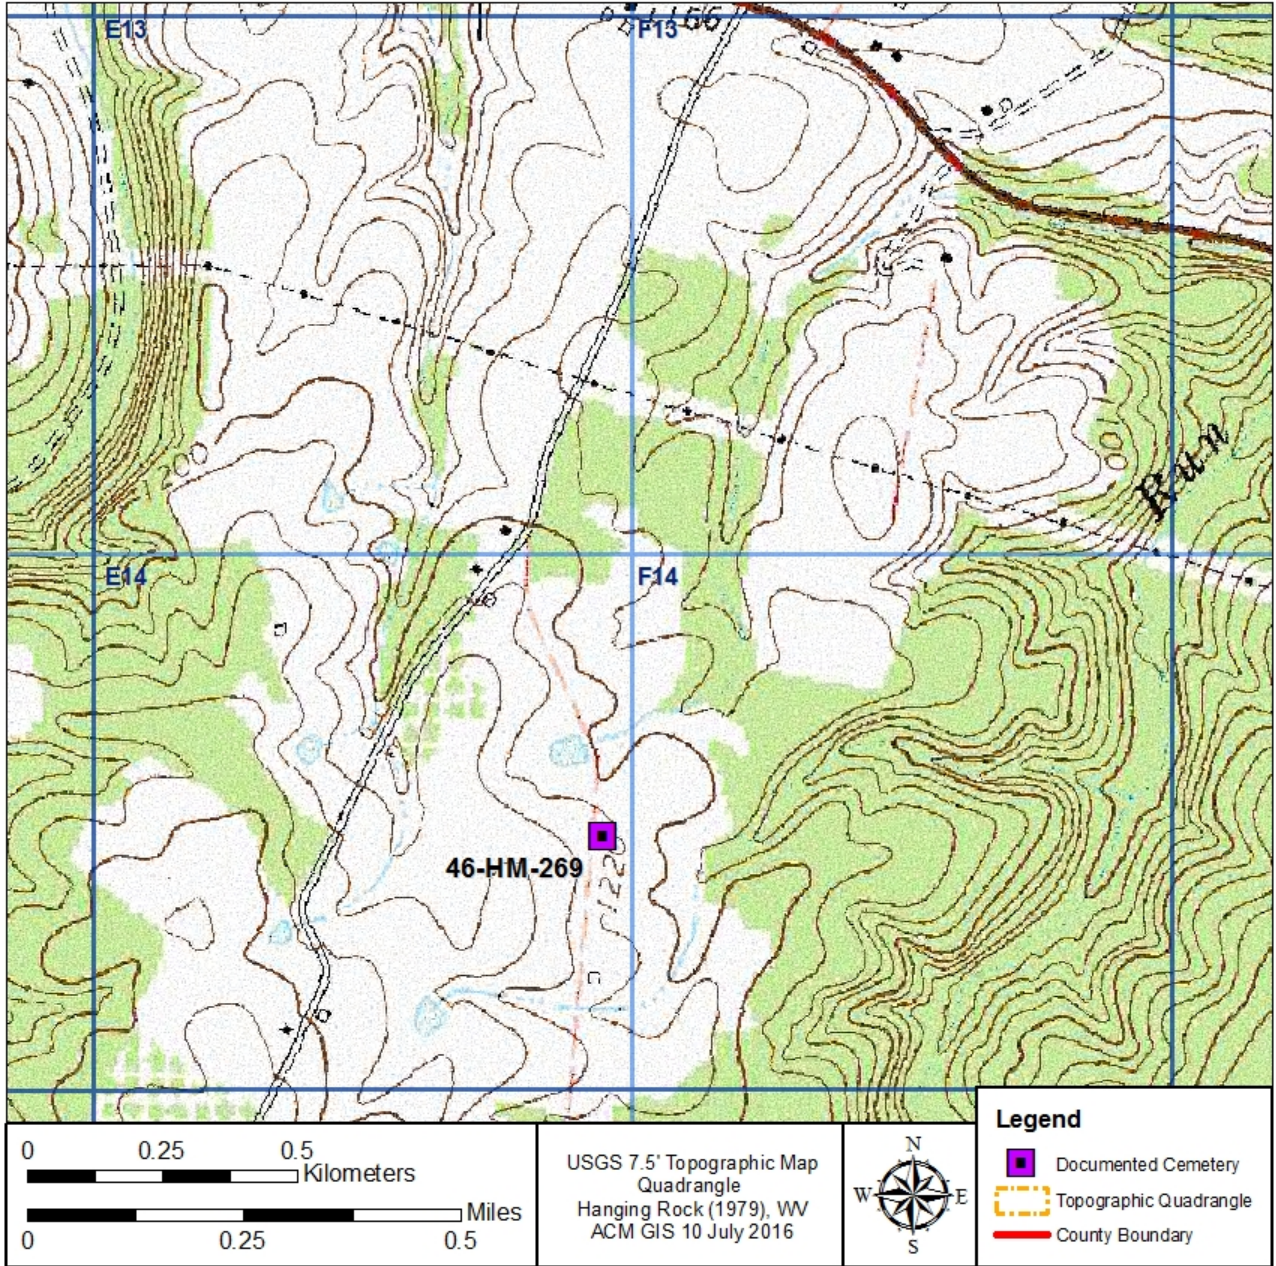 E13
F13
1200
Run
E14
F14
46-HM-269
1220
Legend
Documented Cemetery
Topographic Quadrangle
County Boundary
0 0.25 0.5
Kilometers
Miles
0 0.25 0.5
USGS 7.5' Topographic Map
Quadrangle
Hanging Rock (1979), WV
ACM GIS 10 July 2016
N
W E
S